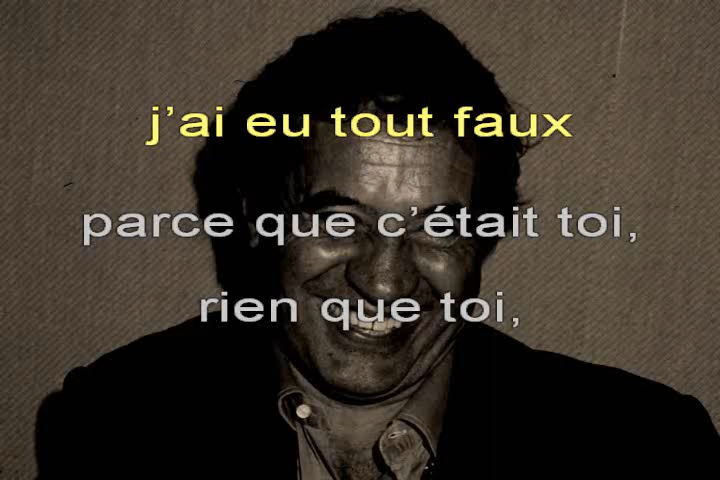 j’ai eu tout faux
parce que c’était toi,
rien que toi,